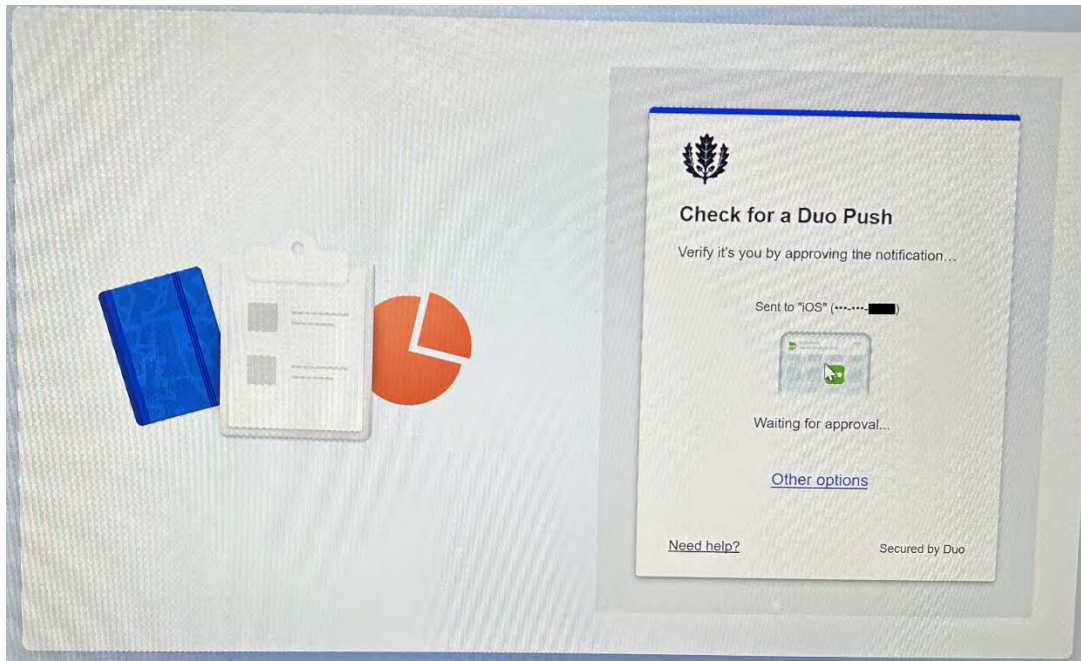 Check for a Duo Push
Verify it's you by approving the notification...
Sent to "iOS" (•••-•••-
)
Waiting for approval...
Other options
Need help?
Secured by Duo